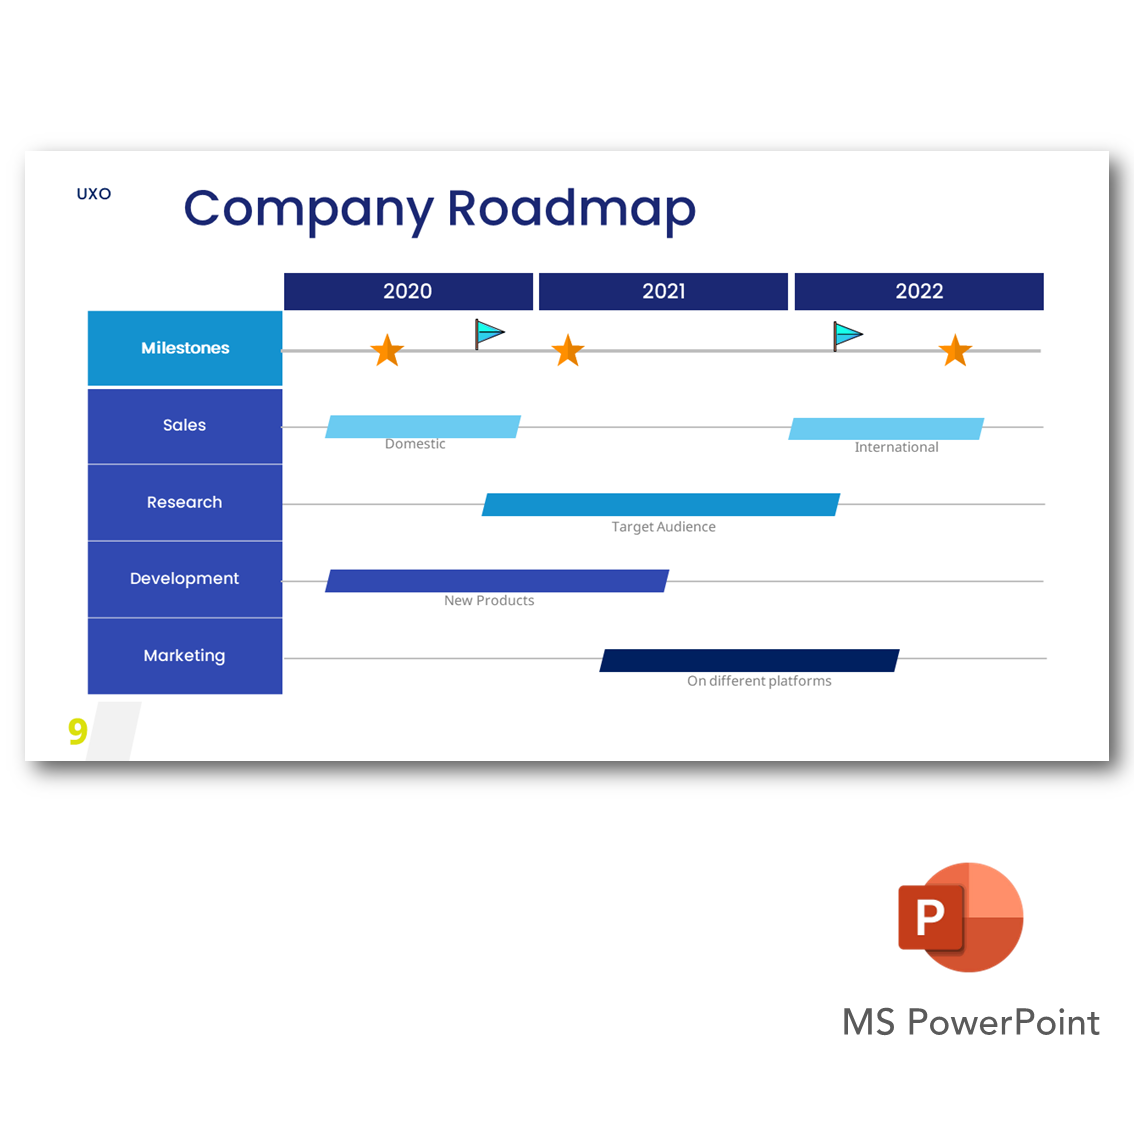 UXO
Company Roadmap
2020 2021 2022
Milestones
Sales
Domestic International
Research
Target Audience
Development
New Products
Marketing
On different platforms
9
P
MS PowerPoint